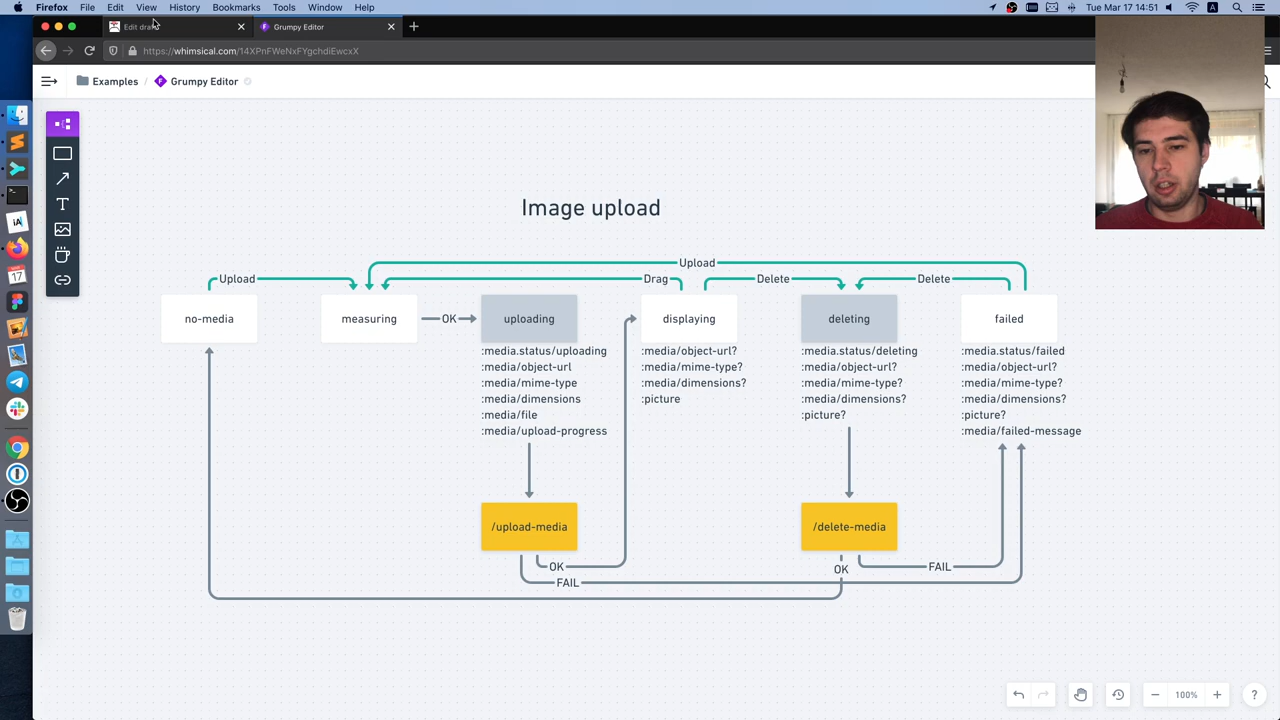 Firefox File Edit View History Bookmarks Tools Window Help
Tue Mar 17 14:51
Edit draf
Grumpy Editor
https://whimsical.com/14XPnFWeNxFYgchdiEwcxX
Examples / Grumpy Editor
T
Image upload
Upload
Upload Drag Delete Delete
no-media measuring OK uploading displaying deleting failed
:media.status/uploading
:media/object-url
:media/mime-type
:media/dimensions
:media/file
:media/upload-progress
:media/object-url?
:media/mime-type?
:media/dimensions?
:picture
:media.status/deleting
:media/object-url?
:media/mime-type?
:media/dimensions?
:picture?
:media.status/failed
:media/object-url?
:media/mime-type?
:media/dimensions?
:picture?
:media/failed-message
/upload-media /delete-media
OK OK FAIL
FAIL
100%
?
iA
17
A